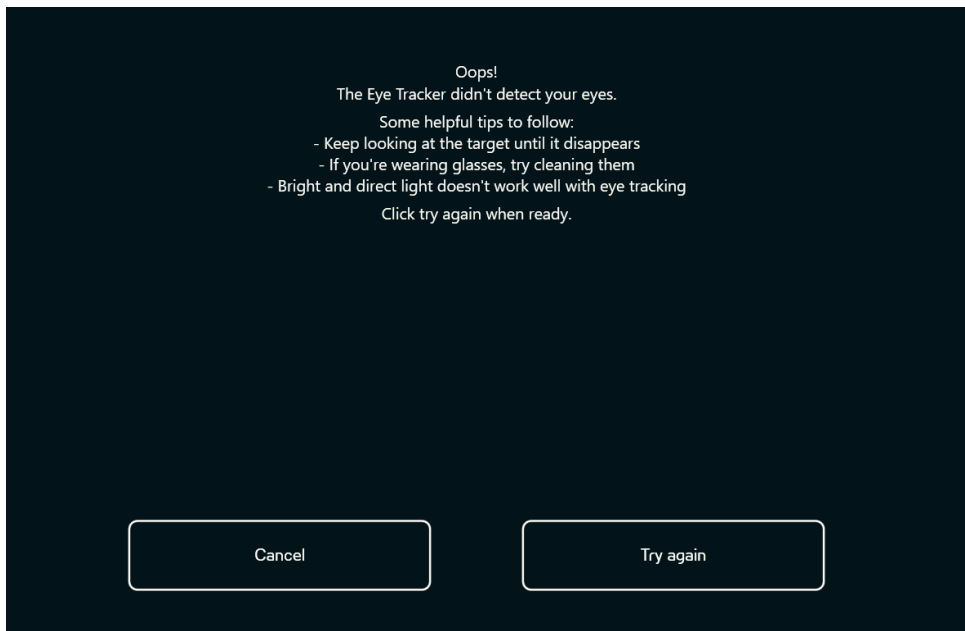 Oops!
The Eye Tracker didn't detect your eyes.
Some helpful tips to follow:
- Keep looking at the target until it disappears
- If you're wearing glasses, try cleaning them
- Bright and direct light doesn't work well with eye tracking
Click try again when ready.
Cancel
Try again